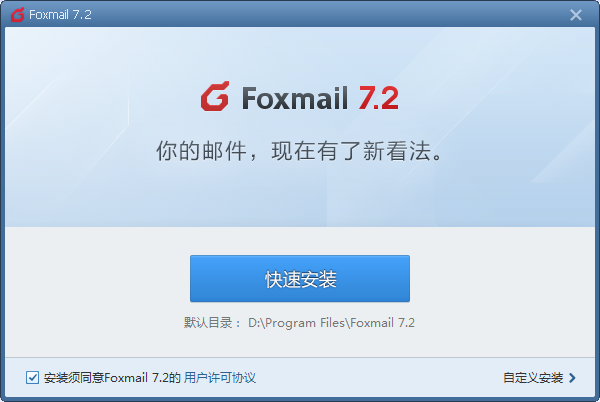 Foxmail 7.2
Foxmail 7.2
你的邮件，现在有了新看法。
快速安装
默认目录： D:\Program Files\Foxmail 7.2
安装须同意Foxmail 7.2的 用户许可协议
自定义安装